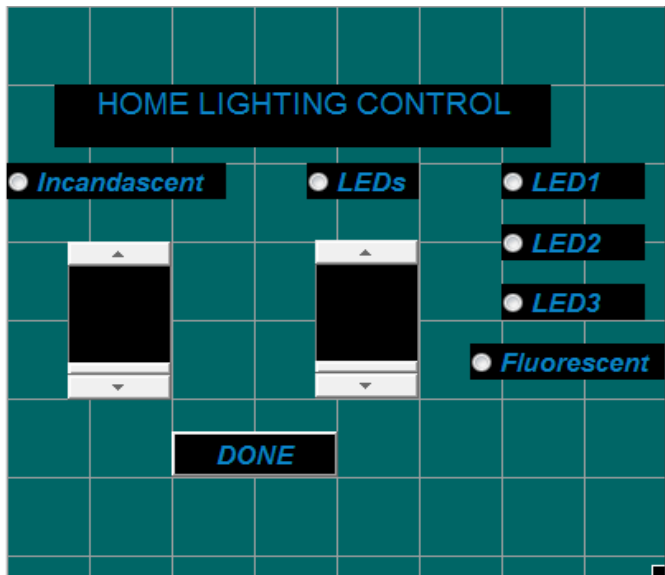 HOME LIGHTING CONTROL
Incandascent
LEDs
LED1
LED2
LED3
Fluorescent
DONE